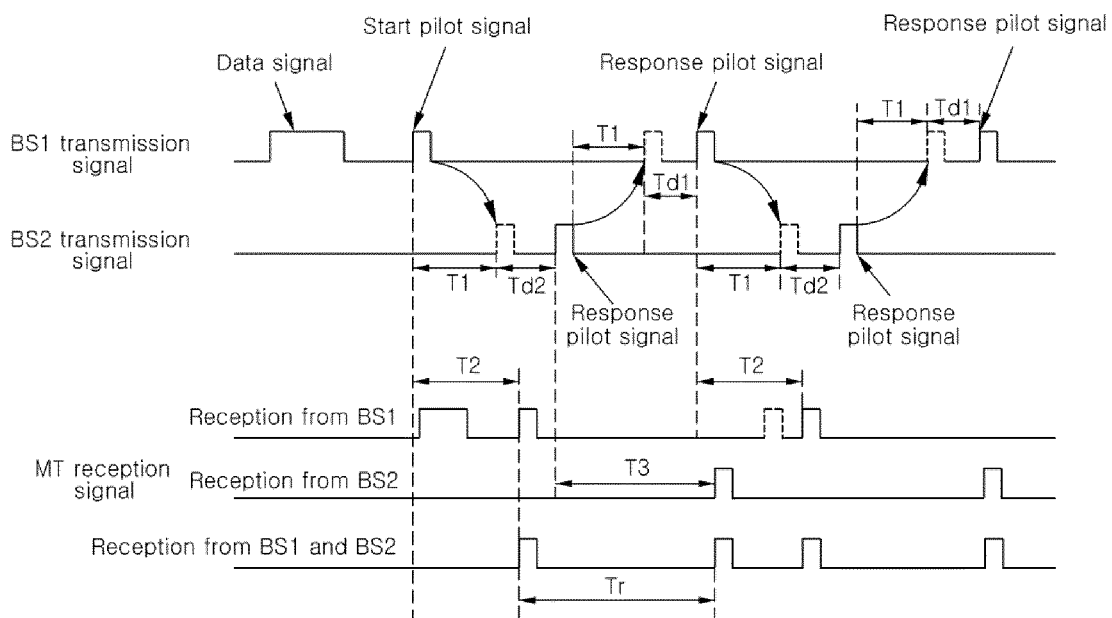 Start pilot signal
Response pilot signal
Data signal
Response pilot signal
T1
Td1
BS1 transmission
signal
T1
Td1
BS2 transmission
signal
T1
Td2
T1
Td2
Response
pilot signal
Response
pilot signal
T2
T2
Reception from BS1
MT reception
signal
T3
Reception from BS2
Reception from BS1 and BS2
Tr